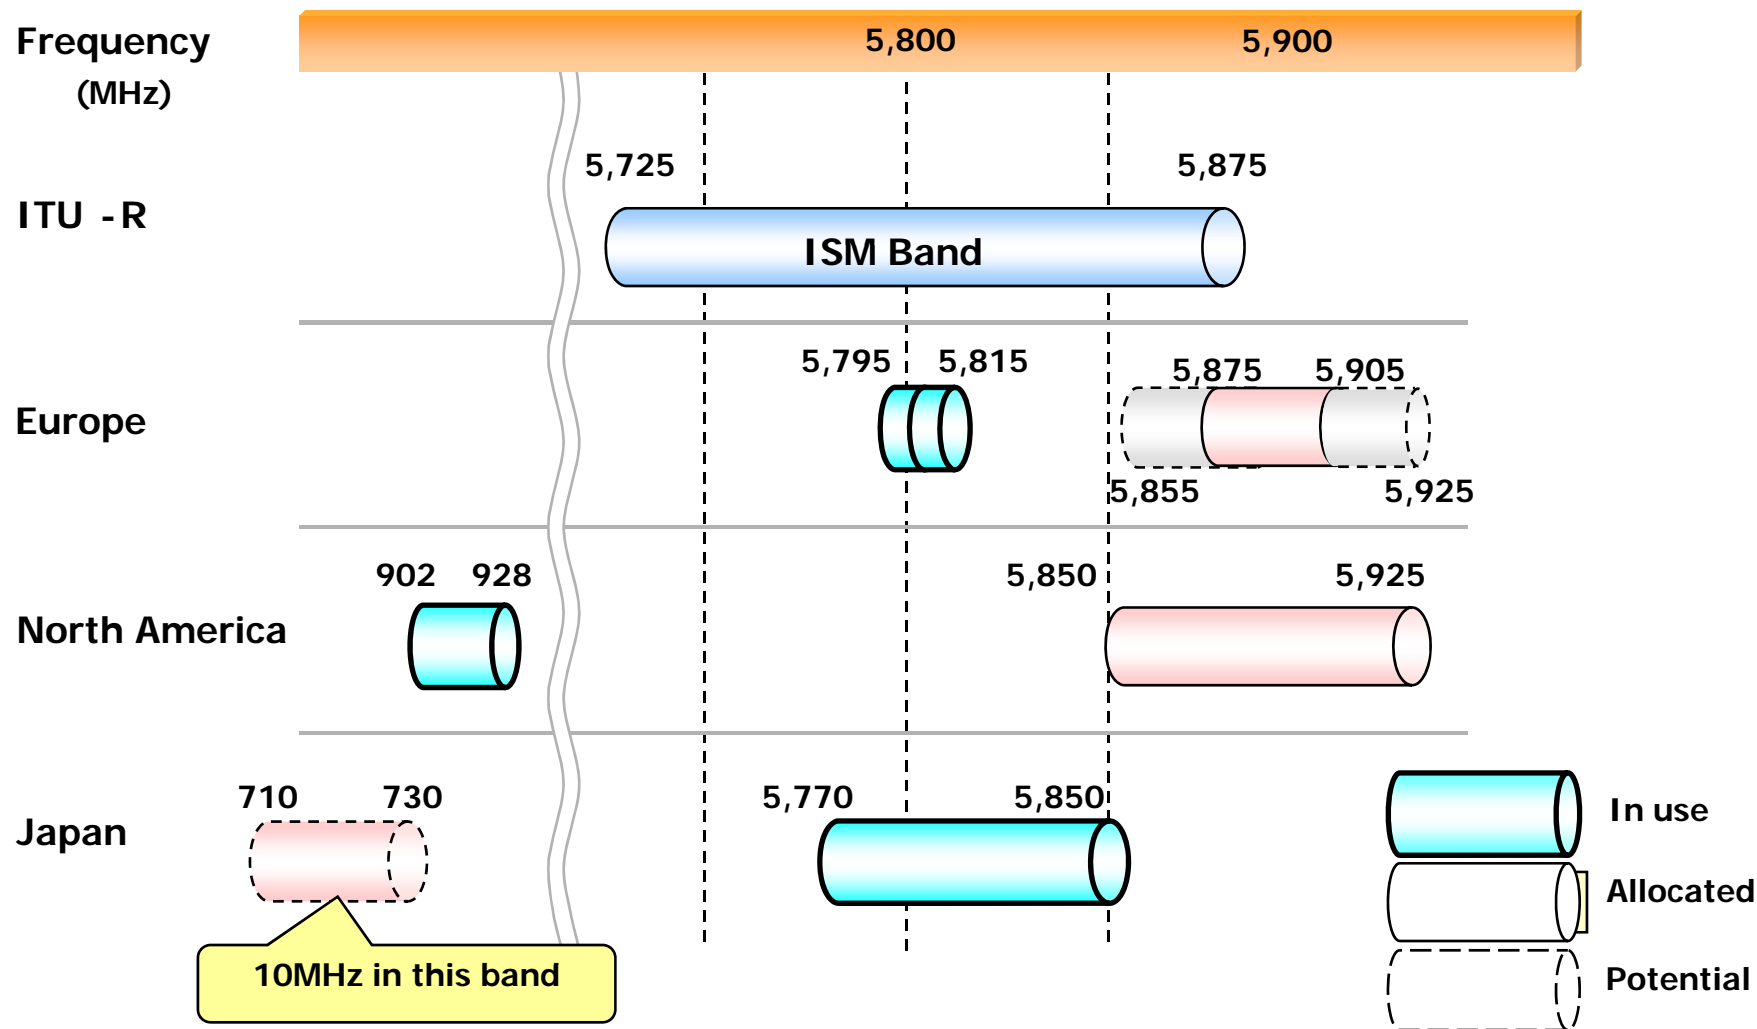 Frequency
(MHz)
5,800
5,900
5,725
5,875
ITU -R
ISM Band
5,795
5,815
5,875
5,905
Europe
5,855
5,925
902
928
5,850
5,925
North America
710
730
5,770
5,850
Japan
In use
Allocated
10MHz in this band
Potential